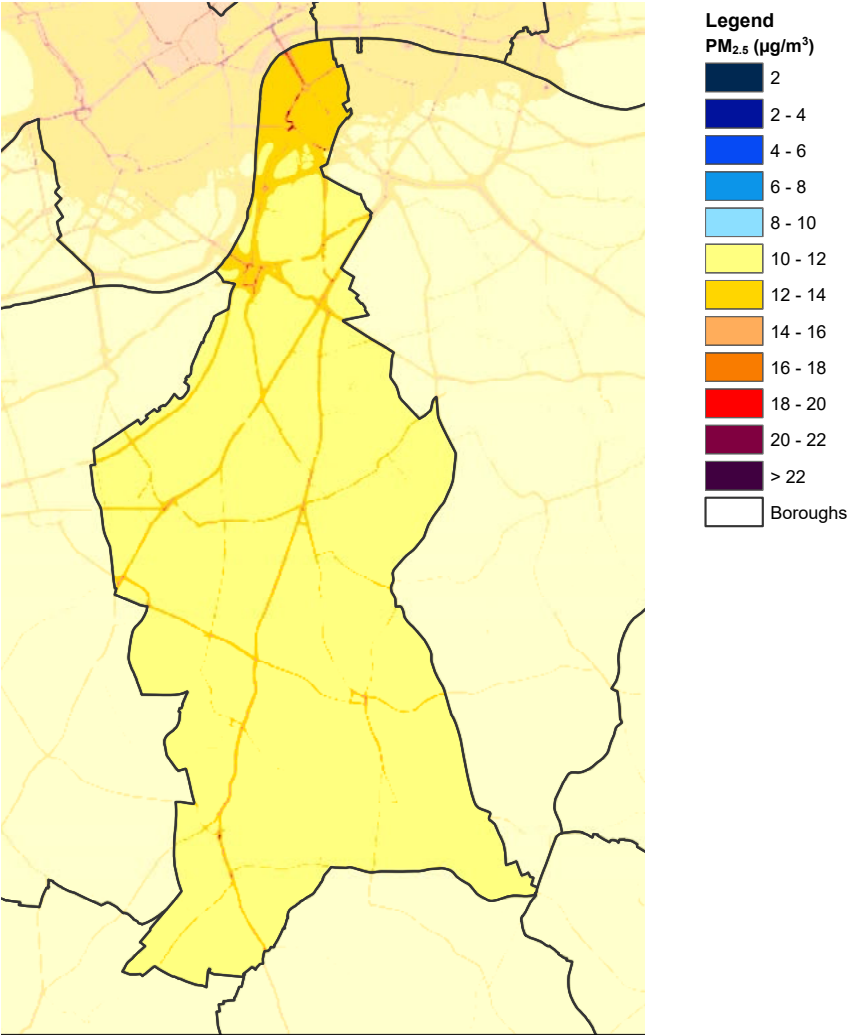 Legend
PM₂.₅ (µg/m³)
2
2 - 4
4 - 6
6 - 8
8 - 10
10 - 12
12 - 14
14 - 16
16 - 18
18 - 20
20 - 22
> 22
Boroughs